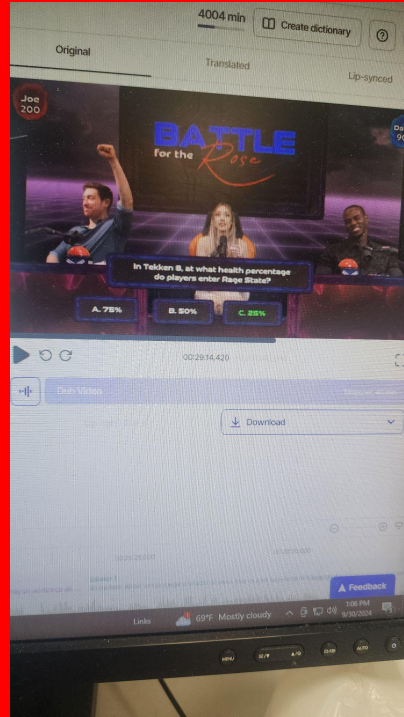 4004 min
Create dictionary
Original
Translated
Lip-synced
Joe
200
BATTLE
for the Rose
In Tekken 8, at what health percentage
do players enter Rage State?
A. 75%
B. 50%
C. 25%
00:29:14.420
Dub Video
Download
Feedback
Links
69°F Mostly cloudy
1:06 PM
9/30/2024
MENU
AUTO